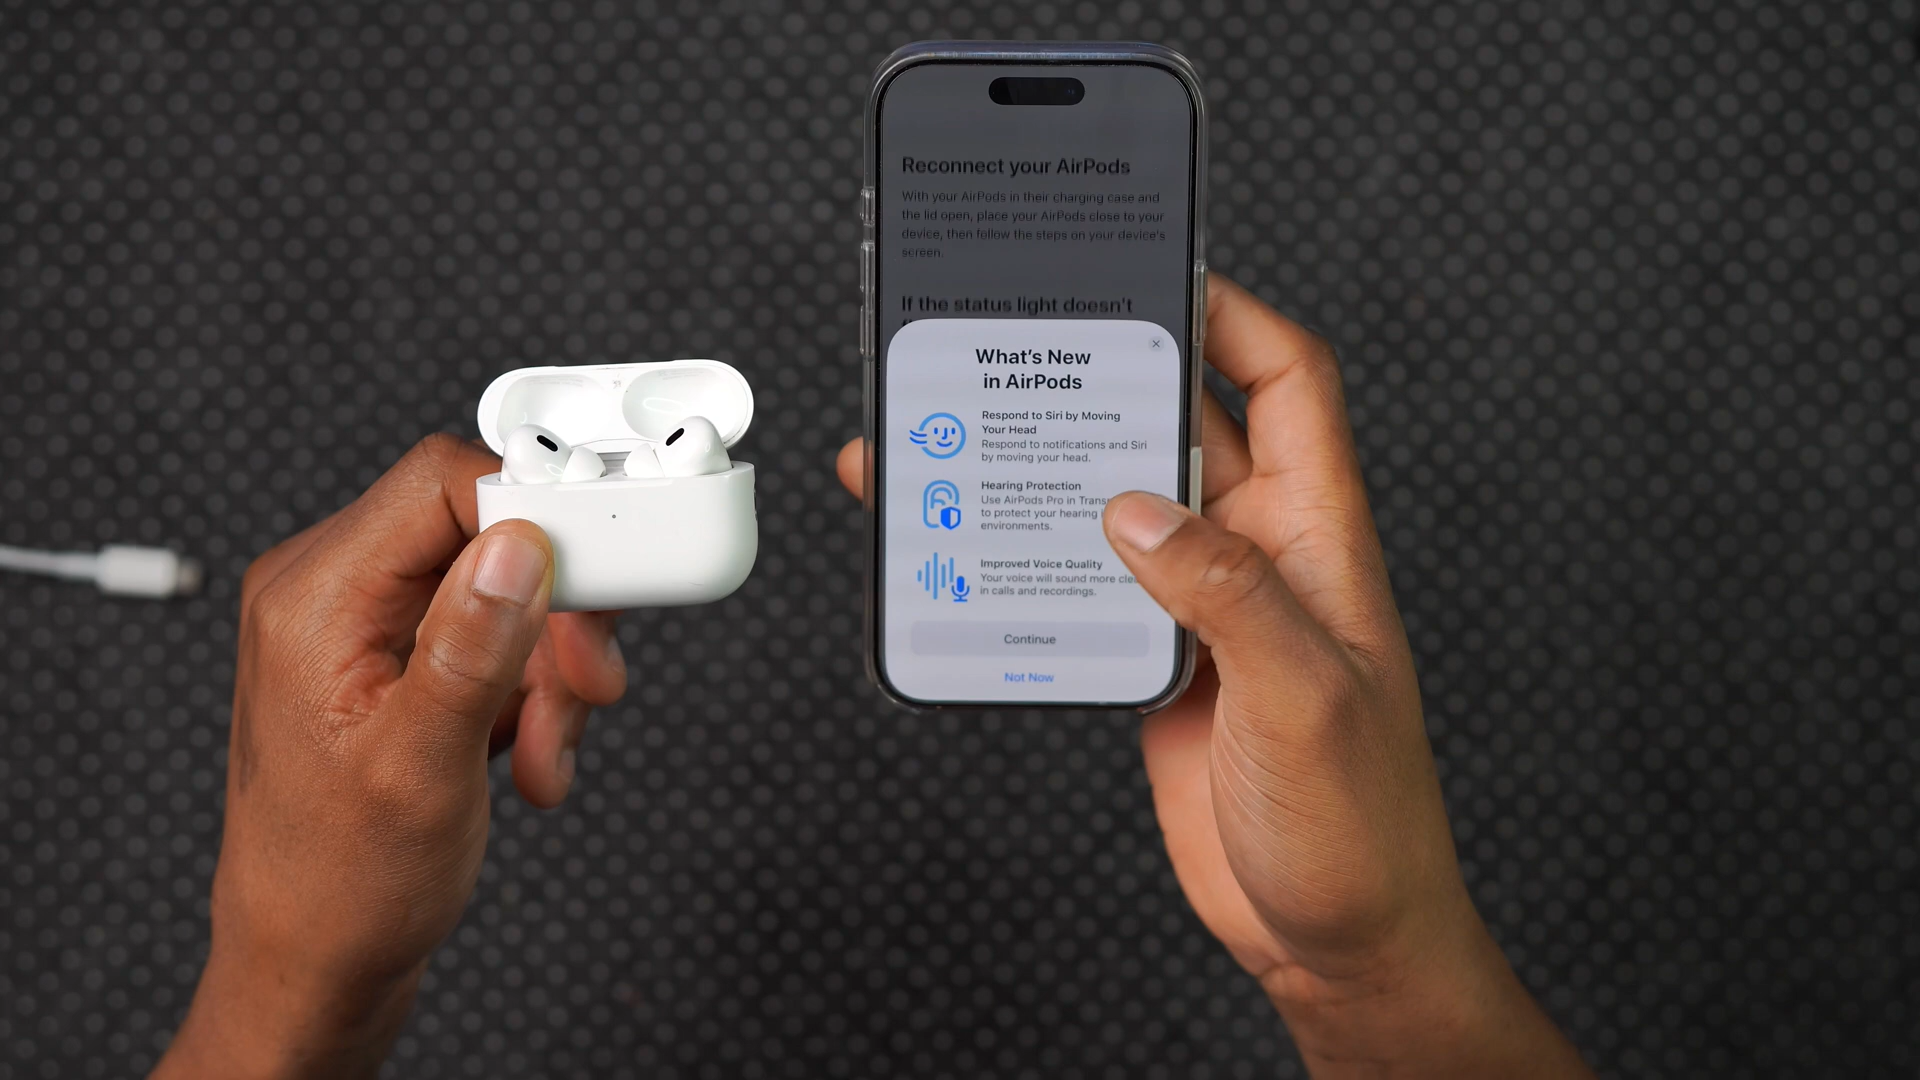 Reconnect your AirPods
With your AirPods in their charging case and
the lid open, place your AirPods close to your
device, then follow the steps on your device's
screen.
If the status light doesn't
What's New
in AirPods
Respond to Siri by Moving
Your Head
Respond to notifications and Siri
by moving your head.
Hearing Protection
Use AirPods Pro in
to protect your hearing
environments.
Improved Voice Quality
Your voice will sound more
in calls and recordings.
Continue
Not Now